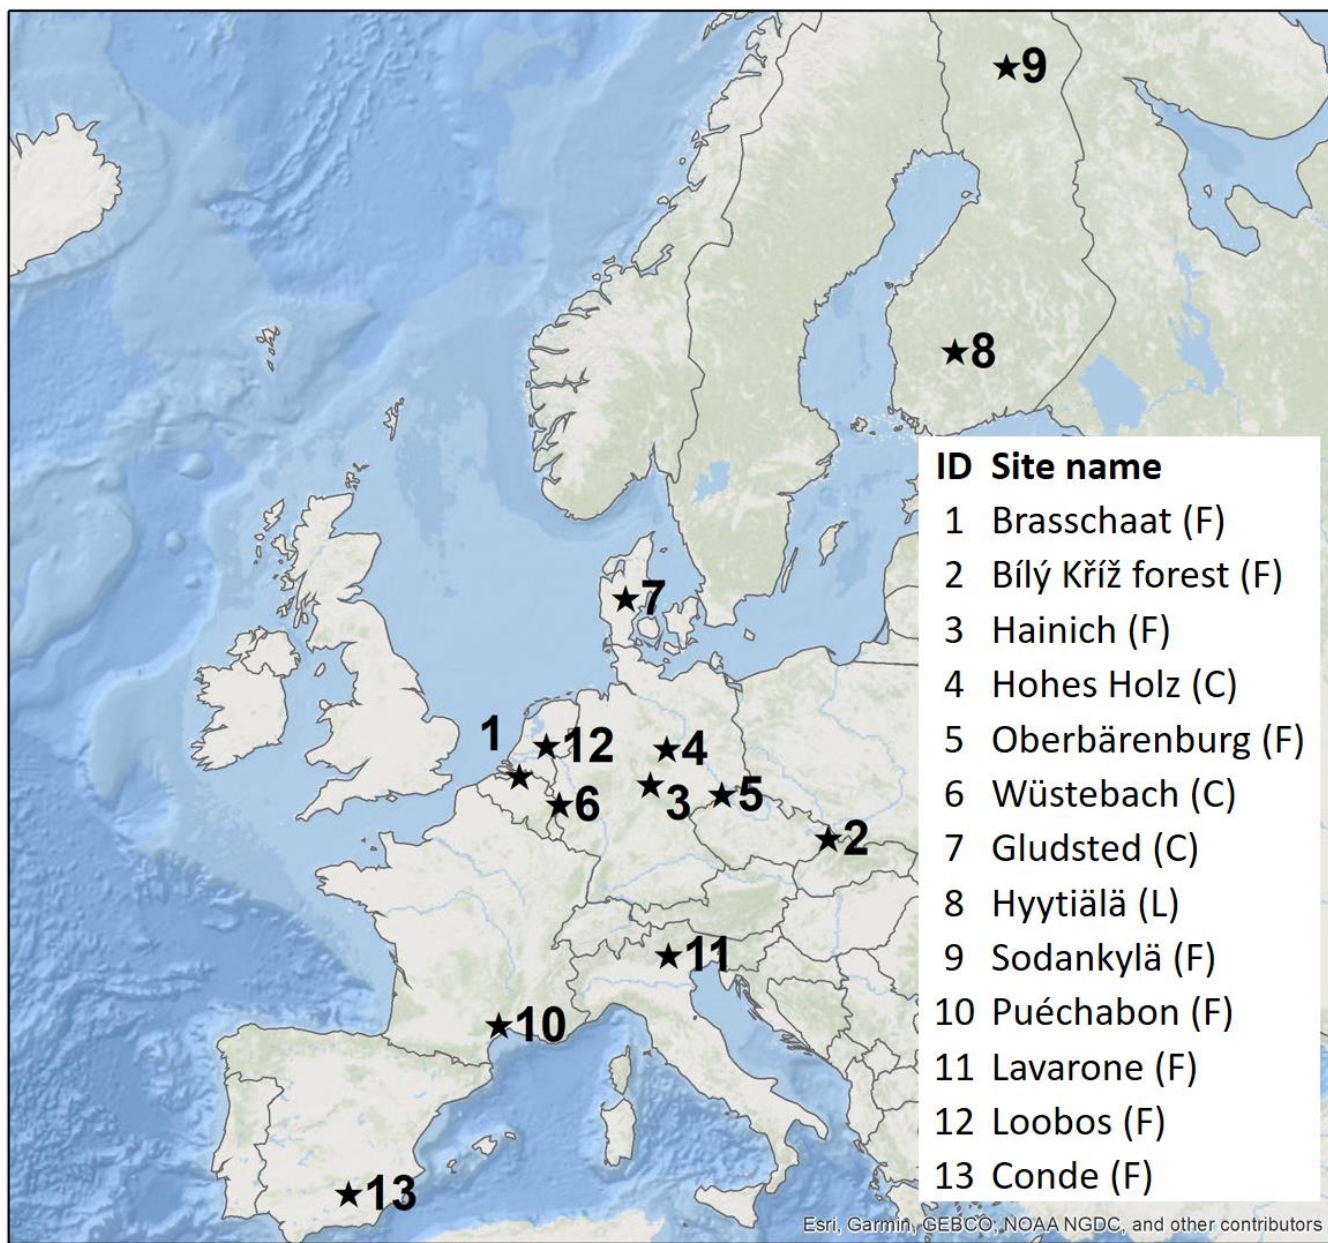 ★9
★8
ID Site name
1 Brasschaat (F)
2 Bílý Kříž forest (F)
3 Hainich (F)
4 Hohes Holz (C)
5 Oberbärenburg (F)
6 Wüstebach (C)
7 Gludsted (C)
8 Hyytiälä (L)
9 Sodankylä (F)
10 Puéchabon (F)
11 Lavarone (F)
12 Loobos (F)
13 Conde (F)
★7
1
★12
★4
★6
3
★5
★2
★11
★10
★13
Esri, Garmin, GEBCO, NOAA NGDC, and other contributors